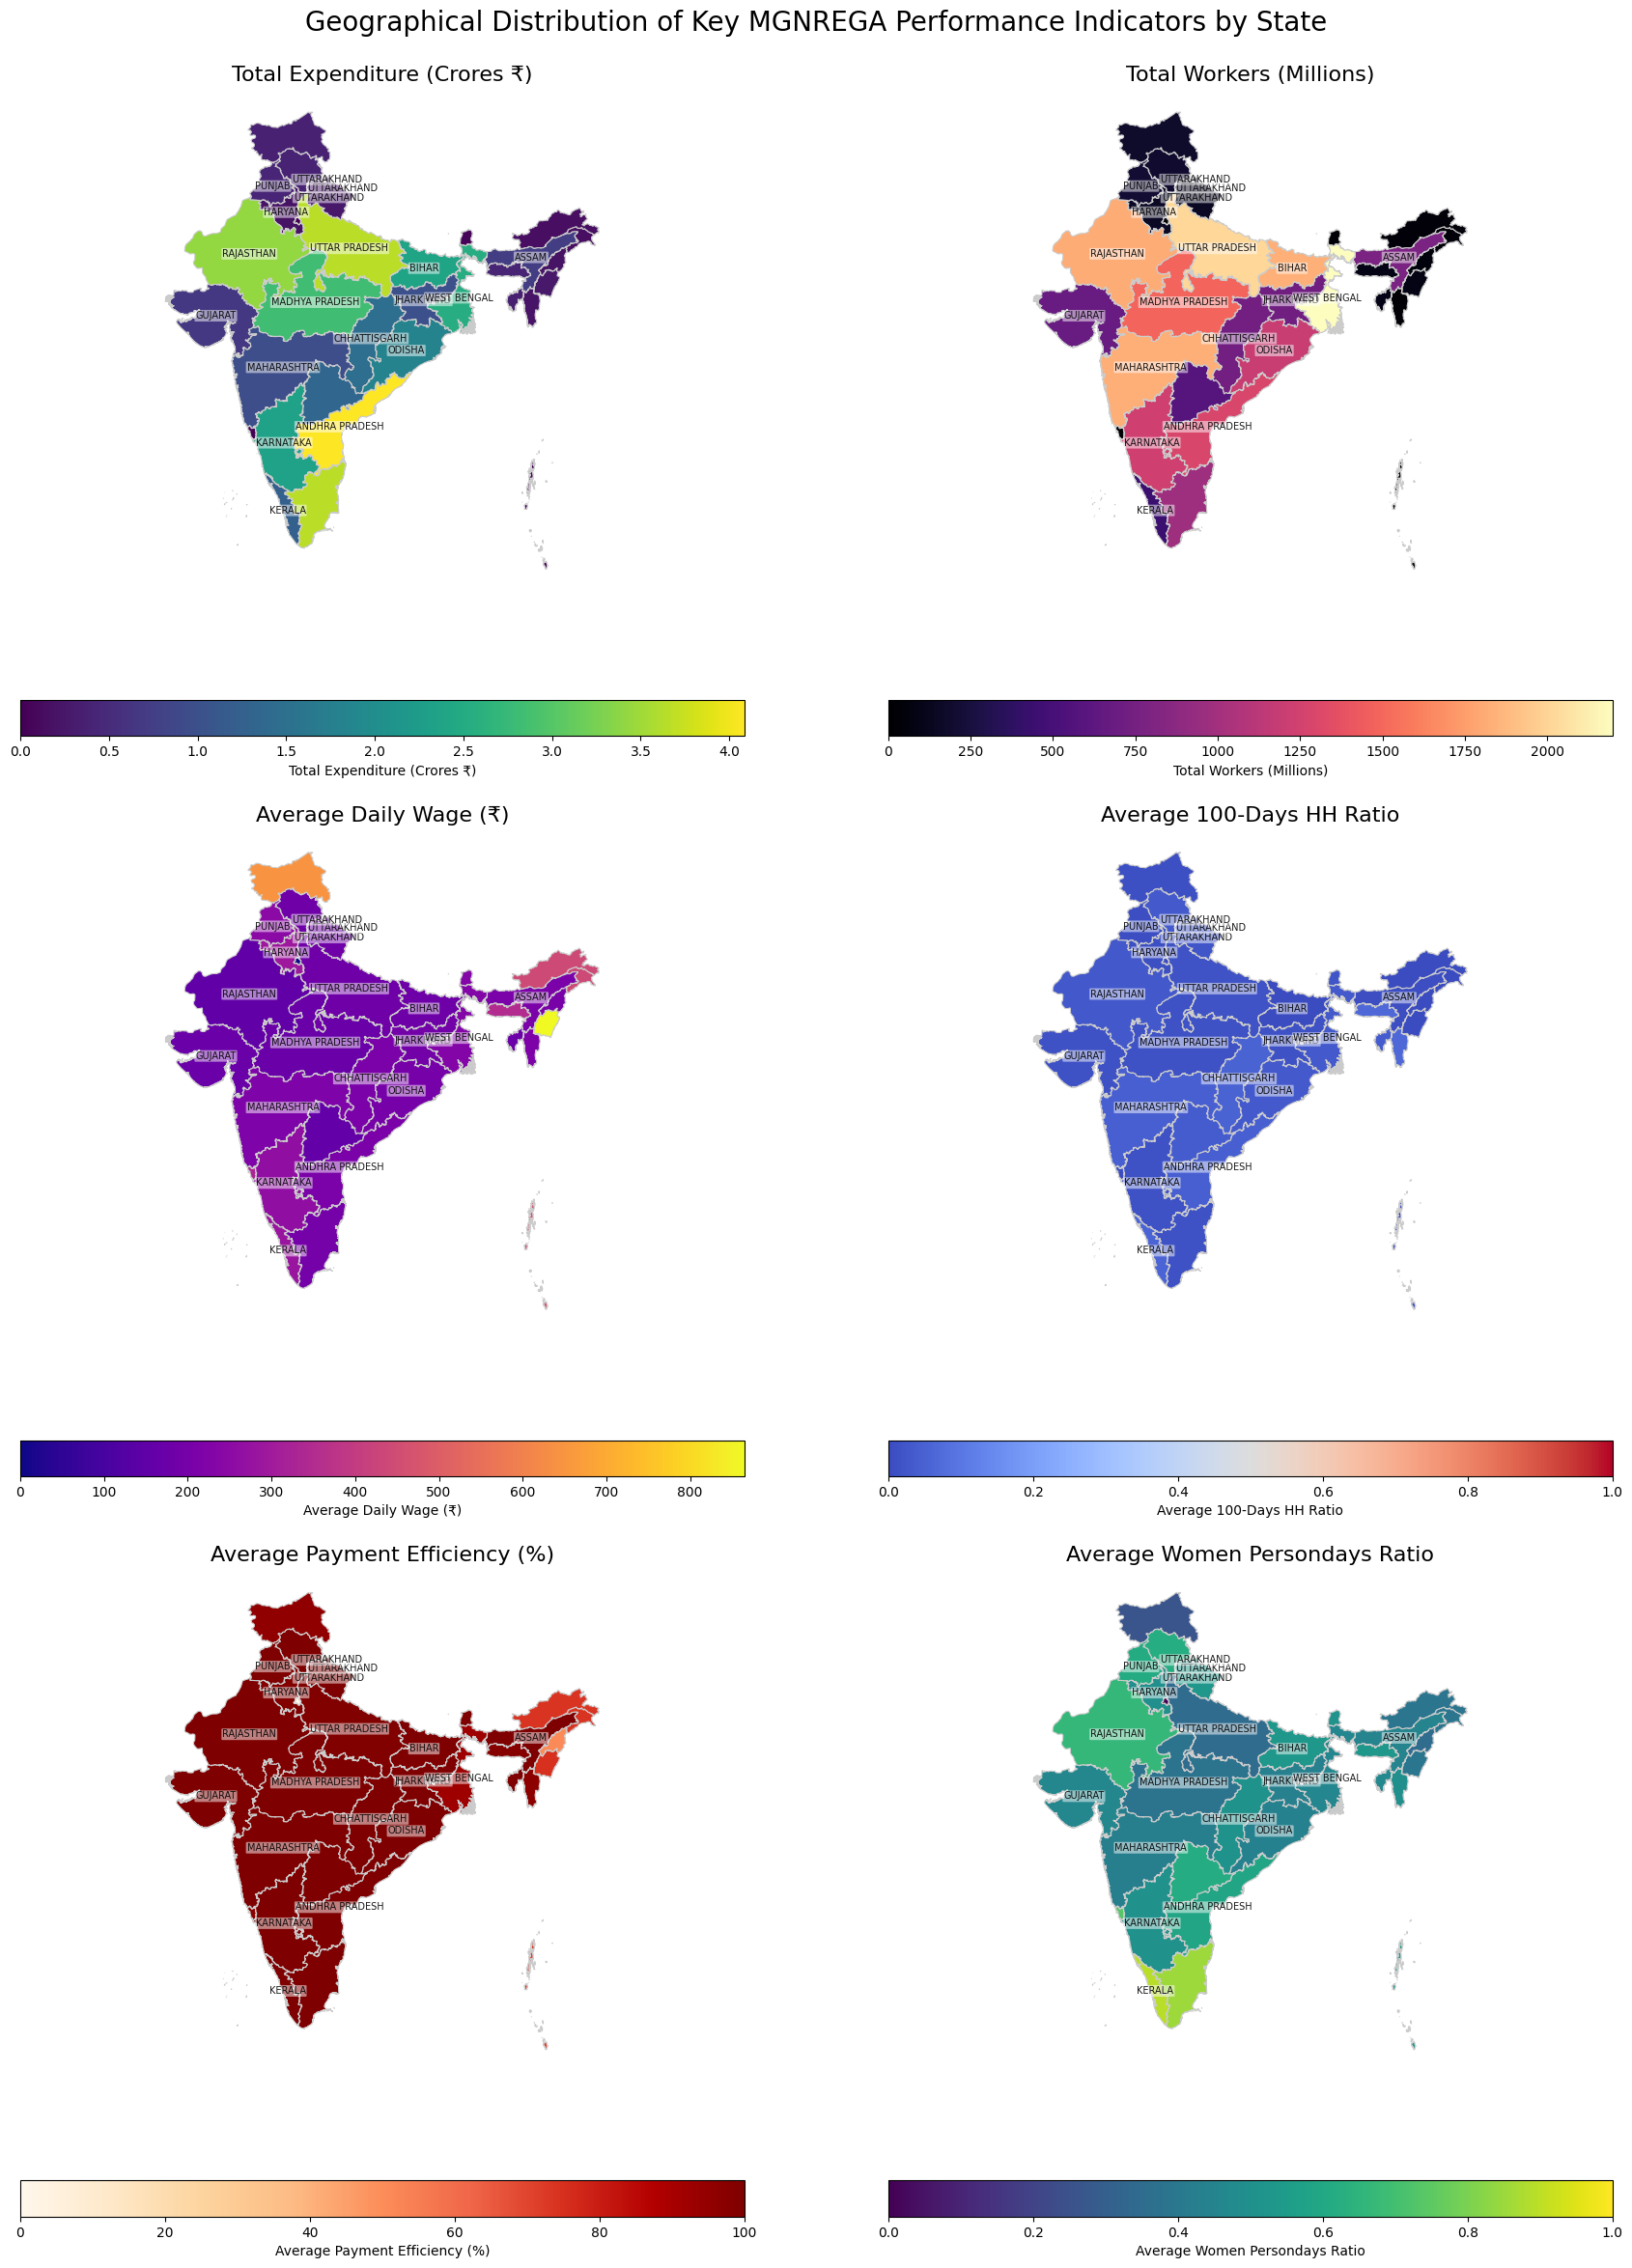 Geographical Distribution of Key MGNREGA Performance Indicators by State
Total Expenditure (Crores ₹)
UTTARAKHAND
PUNJAB
UTTARAKHAND
UTTARAKHAND
HARYANA
UTTAR PRADESH
RAJASTHAN
ASSAM
BIHAR
MADHYA PRADESH
JHARK
WEST BENGAL
GUJARAT
CHHATTISGARH
ODISHA
MAHARASHTRA
ANDHRA PRADESH
KARNATAKA
KERALA
0.0 0.5 1.0 1.5 2.0 2.5 3.0 3.5 4.0
Total Expenditure (Crores ₹)
Total Workers (Millions)
UTTARAKHAND
PUNJAB
UTTARAKHAND
UTTARAKHAND
HARYANA
UTTAR PRADESH
RAJASTHAN
ASSAM
BIHAR
MADHYA PRADESH
JHARK
WEST BENGAL
GUJARAT
CHHATTISGARH
ODISHA
MAHARASHTRA
ANDHRA PRADESH
KARNATAKA
KERALA
0 250 500 750 1000 1250 1500 1750 2000
Total Workers (Millions)
Average Daily Wage (₹)
UTTARAKHAND
PUNJAB
UTTARAKHAND
UTTARAKHAND
HARYANA
UTTAR PRADESH
RAJASTHAN
ASSAM
BIHAR
MADHYA PRADESH
JHARK
WEST BENGAL
GUJARAT
CHHATTISGARH
ODISHA
MAHARASHTRA
ANDHRA PRADESH
KARNATAKA
KERALA
0 100 200 300 400 500 600 700 800
Average Daily Wage (₹)
Average 100-Days HH Ratio
UTTARAKHAND
PUNJAB
UTTARAKHAND
UTTARAKHAND
HARYANA
UTTAR PRADESH
RAJASTHAN
ASSAM
BIHAR
MADHYA PRADESH
JHARK
WEST BENGAL
GUJARAT
CHHATTISGARH
ODISHA
MAHARASHTRA
ANDHRA PRADESH
KARNATAKA
KERALA
0.0 0.2 0.4 0.6 0.8 1.0
Average 100-Days HH Ratio
Average Payment Efficiency (%)
UTTARAKHAND
PUNJAB
UTTARAKHAND
UTTARAKHAND
HARYANA
UTTAR PRADESH
RAJASTHAN
ASSAM
BIHAR
MADHYA PRADESH
JHARK
WEST BENGAL
GUJARAT
CHHATTISGARH
ODISHA
MAHARASHTRA
ANDHRA PRADESH
KARNATAKA
KERALA
0 20 40 60 80 100
Average Payment Efficiency (%)
Average Women Persondays Ratio
UTTARAKHAND
PUNJAB
UTTARAKHAND
UTTARAKHAND
HARYANA
UTTAR PRADESH
RAJASTHAN
ASSAM
BIHAR
MADHYA PRADESH
JHARK
WEST BENGAL
GUJARAT
CHHATTISGARH
ODISHA
MAHARASHTRA
ANDHRA PRADESH
KARNATAKA
KERALA
0.0 0.2 0.4 0.6 0.8 1.0
Average Women Persondays Ratio